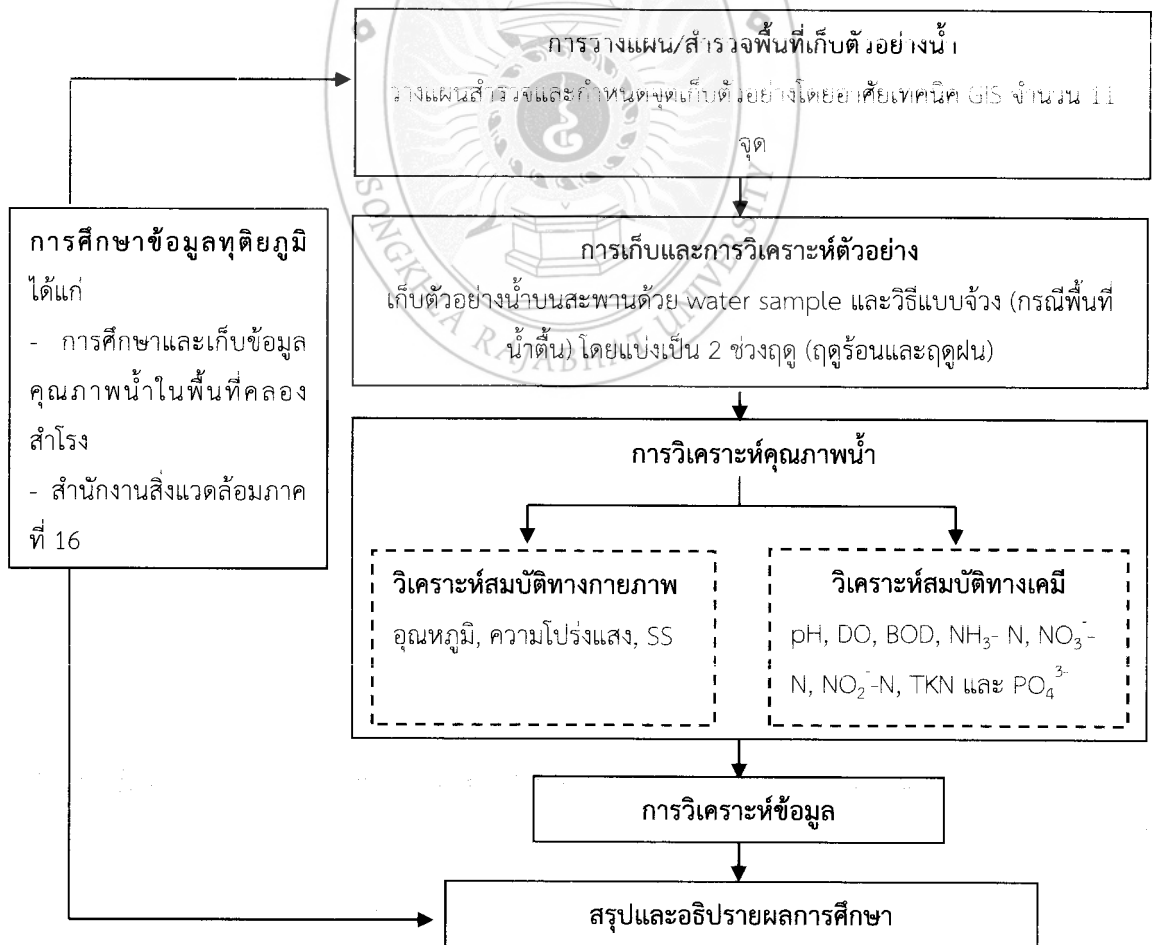 การวางแผน/สำรวจพื้นที่เก็บตัวอย่างน้ำ
วางแผนสำรวจและกำหนดจุดเก็บตัวอย่างโดยอาศัยเทคนิค GIS จำนวน 11
จุด
การศึกษาข้อมูลทุติยภูมิ
ได้แก่
- การศึกษาและเก็บข้อมูล
คุณภาพน้ำในพื้นที่คลอง
สำโรง
- สำนักงานสิ่งแวดล้อมภาค
ที่ 16
การเก็บและการวิเคราะห์ตัวอย่าง
เก็บตัวอย่างน้ำบนสะพานด้วย water sample และวิธีแบบจ้วง (กรณีพื้นที่
น้ำตื้น) โดยแบ่งเป็น 2 ช่วงฤดู (ฤดูร้อนและฤดูฝน)
SONGKHLA RAJABHAT UNIVERSITY
การวิเคราะห์คุณภาพน้ำ
วิเคราะห์สมบัติทางกายภาพ
อุณหภูมิ, ความโปร่งแสง, SS
วิเคราะห์สมบัติทางเคมี
pH, DO, BOD, NH₃- N, NO₃⁻-
N, NO₂⁻-N, TKN และ PO₄³⁻
การวิเคราะห์ข้อมูล
สรุปและอธิปรายผลการศึกษา